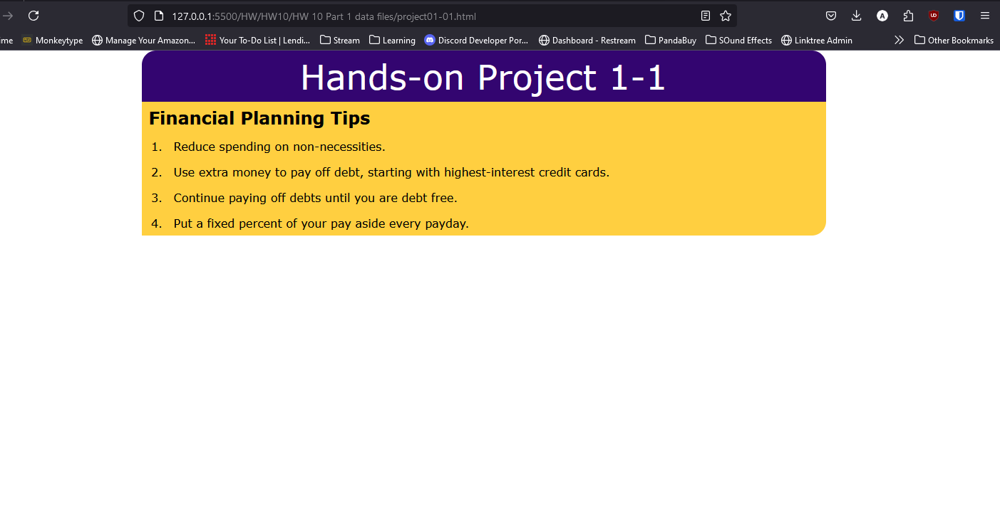 127.0.0.1:5500/HW/HW10/HW 10 Part 1 data files/project01-01.html
A
UD
ime Monkeytype Manage Your Amazon... Your To-Do List | Lendi... Stream Learning Discord Developer Por... Dashboard - Restream PandaBuy SOund Effects Linktree Admin Other Bookmarks
Hands-on Project 1-1
Financial Planning Tips
1. Reduce spending on non-necessities.
2. Use extra money to pay off debt, starting with highest-interest credit cards.
3. Continue paying off debts until you are debt free.
4. Put a fixed percent of your pay aside every payday.